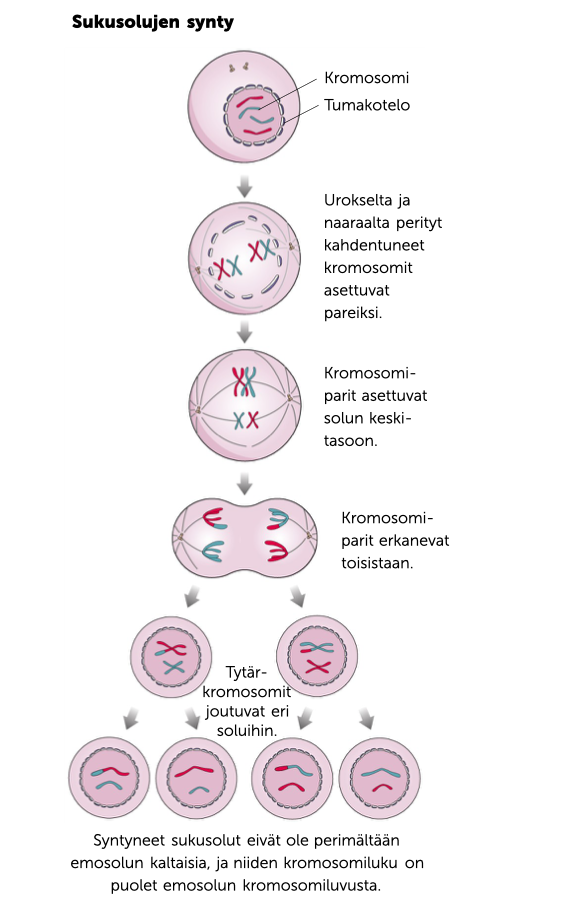 Sukusolujen synty
Kromosomi
Tumakotelo
Urokselta ja
naaraalta perityt
kahdentuneet
kromosomit
asettuvat
pareiksi.
Kromosomi-
parit asettuvat
solun keski-
tasoon.
Kromosomi-
parit erkanevat
toisistaan.
Tytär-
kromosomit
joutuvat eri
soluihin.
Syntyneet sukusolut eivät ole perimältään
emosolun kaltaisia, ja niiden kromosomiluku on
puolet emosolun kromosomiluvusta.